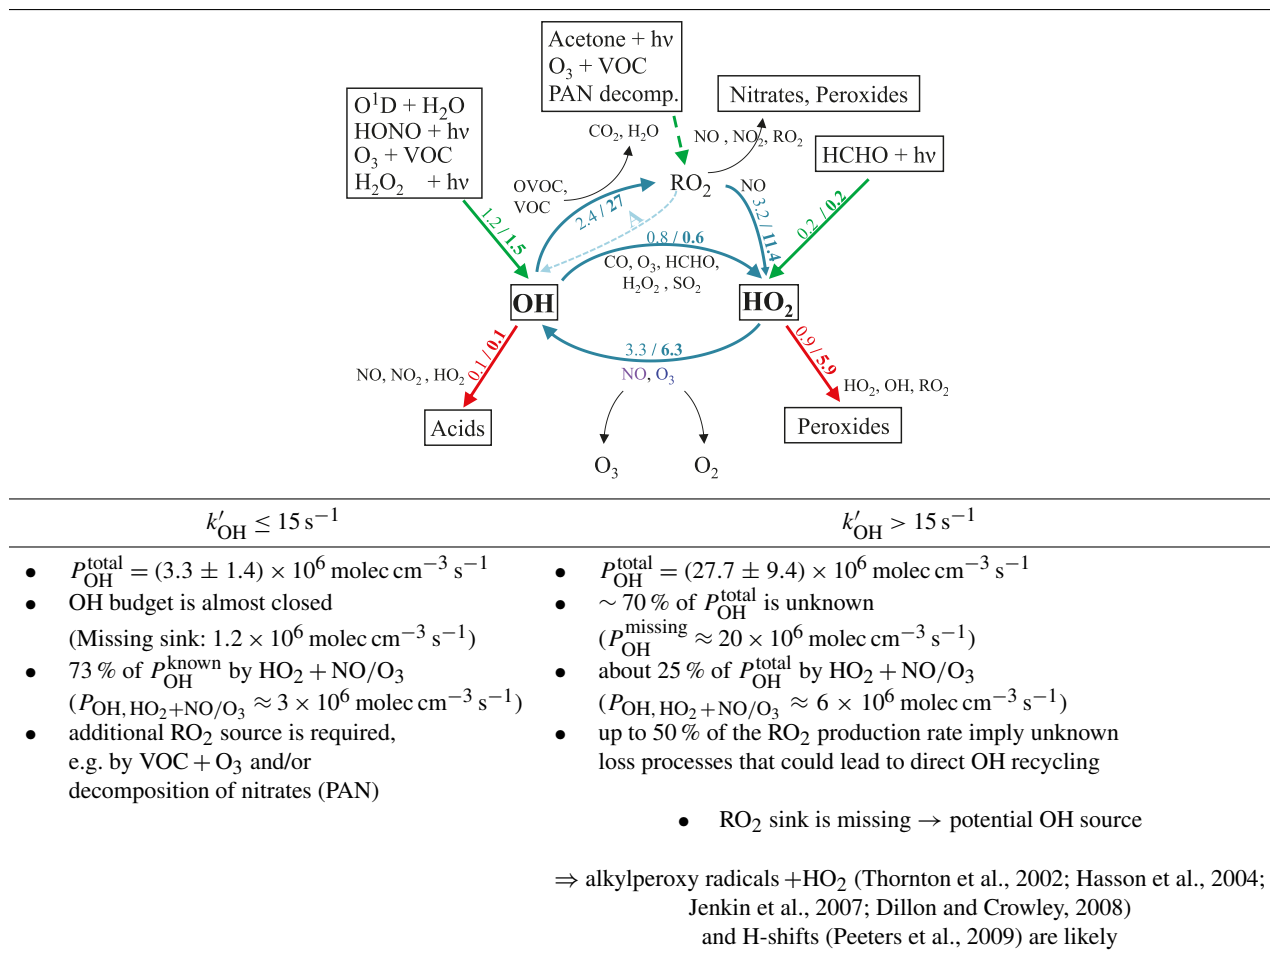 Acetone + hν
O3 + VOC
PAN decomp.
Nitrates, Peroxides
O1D + H2O
HONO + hν
O3 + VOC
H2O2 + hν
CO2, H2O
NO , NO2, RO2
HCHO + hν
OVOC,
VOC
RO2
NO
2.4 / 27
A
3.2 / 11.4
0.2 / 0.2
1.2 / 1.5
0.8 / 0.6
CO, O3, HCHO,
H2O2 , SO2
OH
HO2
3.3 / 6.3
NO, O3
0.1 / 0.1
0.9 / 5.9
NO, NO2 , HO2
HO2, OH, RO2
Acids
Peroxides
O3
O2
k′OH ≤ 15 s−1
k′OH > 15 s−1
• PtotalOH = (3.3 ± 1.4) × 106 molec cm−3 s−1
• OH budget is almost closed
(Missing sink: 1.2 × 106 molec cm−3 s−1)
• 73 % of PknownOH by HO2 + NO/O3
(POH, HO2+NO/O3 ≈ 3 × 106 molec cm−3 s−1)
• additional RO2 source is required,
e.g. by VOC + O3 and/or
decomposition of nitrates (PAN)
• PtotalOH = (27.7 ± 9.4) × 106 molec cm−3 s−1
• ∼ 70 % of PtotalOH is unknown
(PmissingOH ≈ 20 × 106 molec cm−3 s−1)
• about 25 % of PtotalOH by HO2 + NO/O3
(POH, HO2+NO/O3 ≈ 6 × 106 molec cm−3 s−1)
• up to 50 % of the RO2 production rate imply unknown
loss processes that could lead to direct OH recycling
• RO2 sink is missing → potential OH source
⇒ alkylperoxy radicals +HO2 (Thornton et al., 2002; Hasson et al., 2004;
Jenkin et al., 2007; Dillon and Crowley, 2008)
and H-shifts (Peeters et al., 2009) are likely